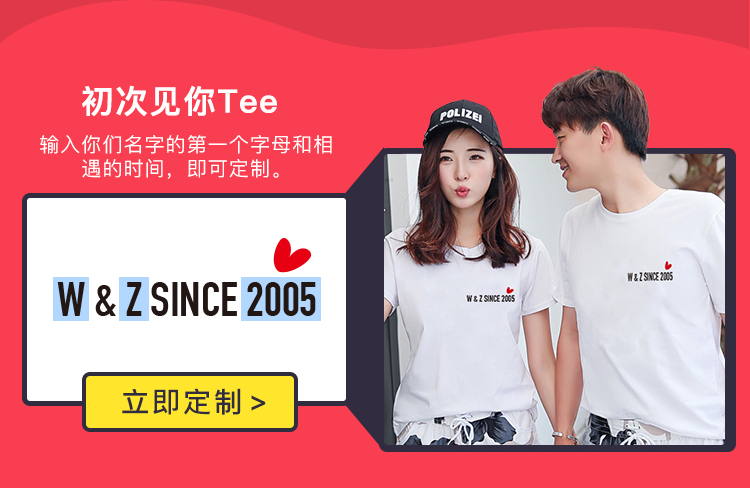 初次见你Tee
输入你们名字的第一个字母和相
遇的时间，即可定制。
W & Z SINCE 2005
立即定制 >
POLIZEI
W & Z SINCE 2005
W & Z SINCE 2005